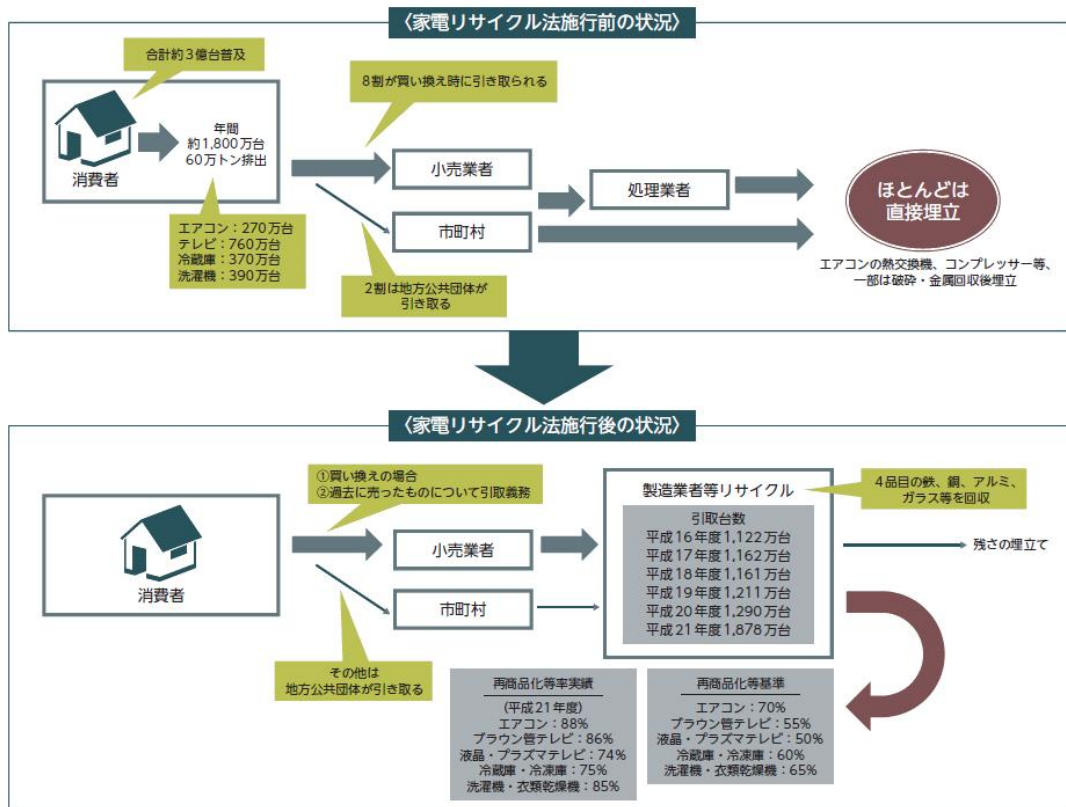 〈家電リサイクル法施行前の状況〉
合計約3億台普及
8割が買い換え時に引き取られる
年間
約1,800万台
60万トン排出
消費者
小売業者
処理業者
市町村
ほとんどは
直接埋立
エアコン：270万台
テレビ：760万台
冷蔵庫：370万台
洗濯機：390万台
2割は地方公共団体が
引き取る
エアコンの熱交換機、コンプレッサー等、
一部は破砕・金属回収後埋立
〈家電リサイクル法施行後の状況〉
①買い換えの場合
②過去に売ったものについて引取義務
消費者
小売業者
市町村
その他は
地方公共団体が引き取る
製造業者等リサイクル
引取台数
平成16年度1,122万台
平成17年度1,162万台
平成18年度1,161万台
平成19年度1,211万台
平成20年度1,290万台
平成21年度1,878万台
4品目の鉄、銅、アルミ、
ガラス等を回収
残さの埋立て
再商品化等率実績
(平成21年度)
エアコン：88%
ブラウン管テレビ：86%
液晶・プラズマテレビ：74%
冷蔵庫・冷凍庫：75%
洗濯機・衣類乾燥機：85%
再商品化等基準
エアコン：70%
ブラウン管テレビ：55%
液晶・プラズマテレビ：50%
冷蔵庫・冷凍庫：60%
洗濯機・衣類乾燥機：65%